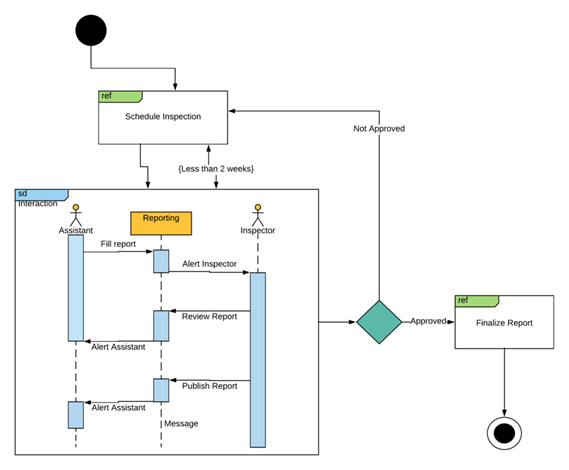 ref
Schedule Inspection
Not Approved
{Less than 2 weeks}
sd
Interaction
Assistant
Reporting
Inspector
Fill report
Alert Inspector
Review Report
Alert Assistant
Publish Report
Alert Assistant
Message
Approved
ref
Finalize Report